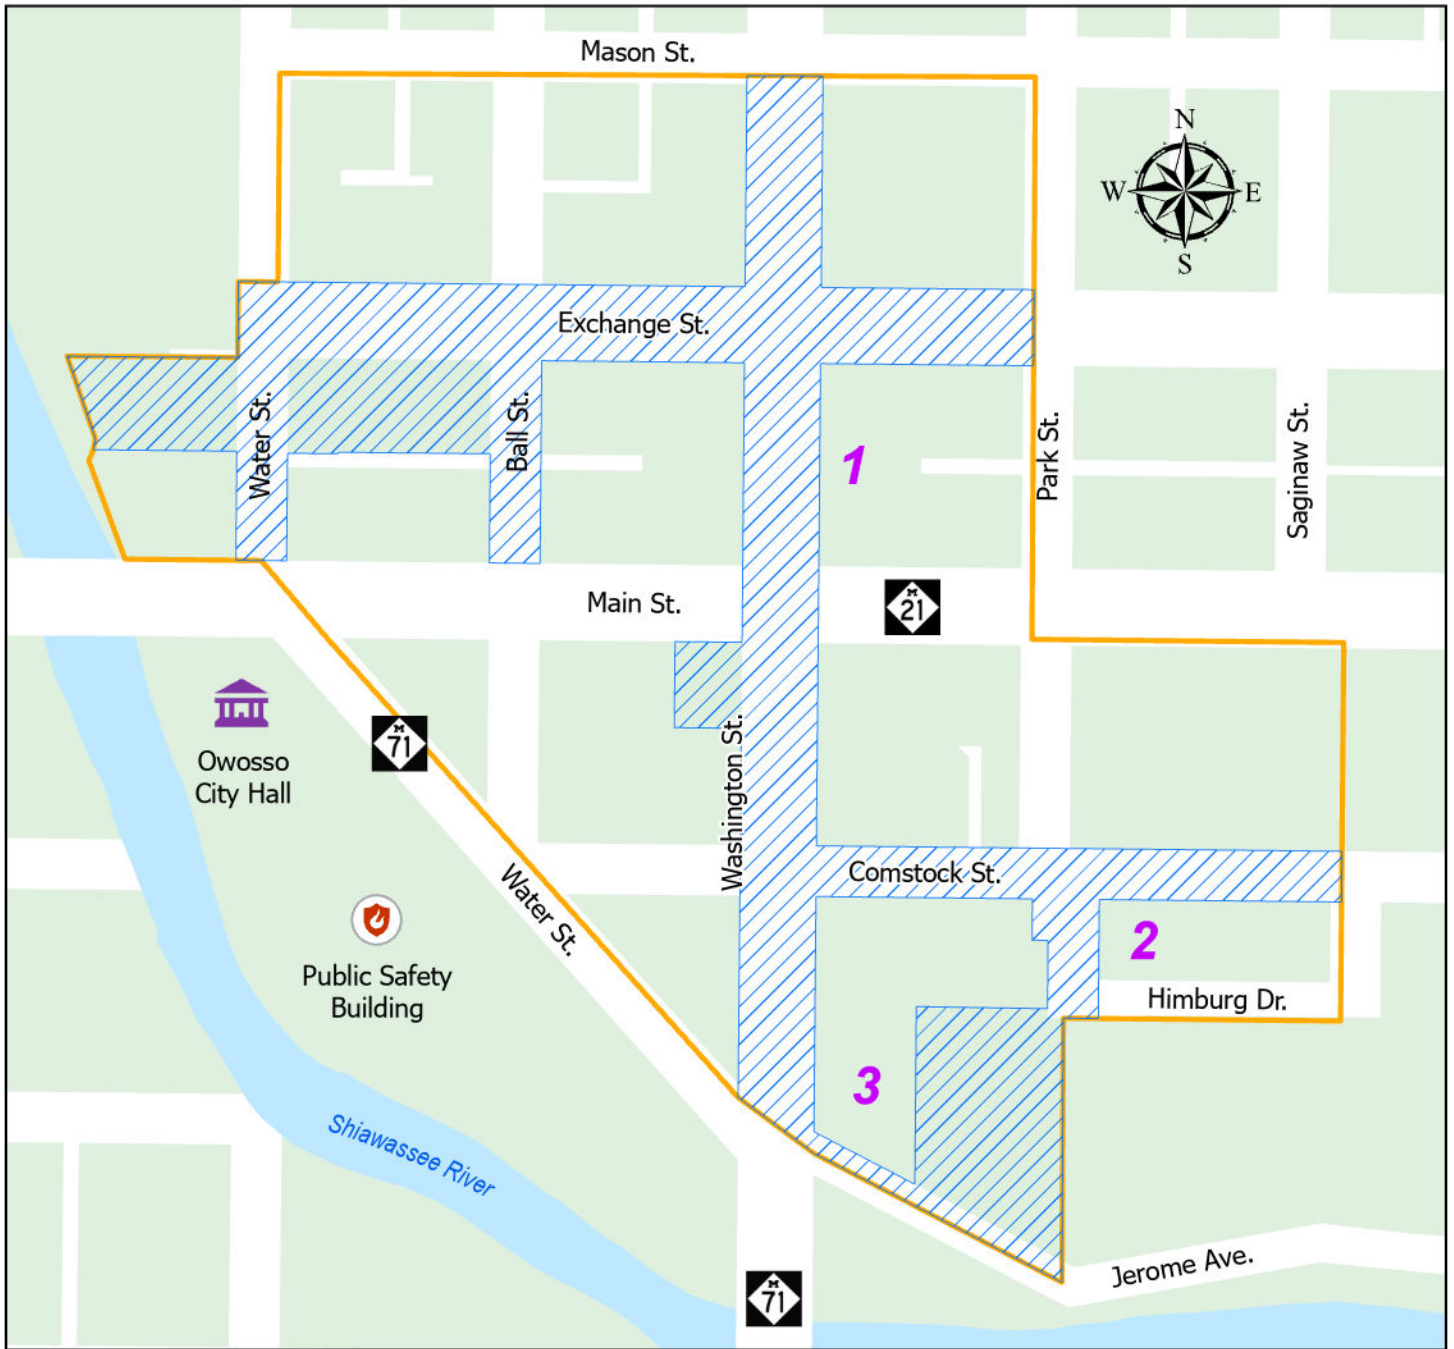 Mason St.
N
W
E
S
Exchange St.
Water St.
Ball St.
1
Park St.
Saginaw St.
Main St.
M
21
Owosso
City Hall
M
71
Washington St.
Comstock St.
Water St.
2
Public Safety
Building
Himburg Dr.
3
Shiawassee River
Jerome Ave.
M
71